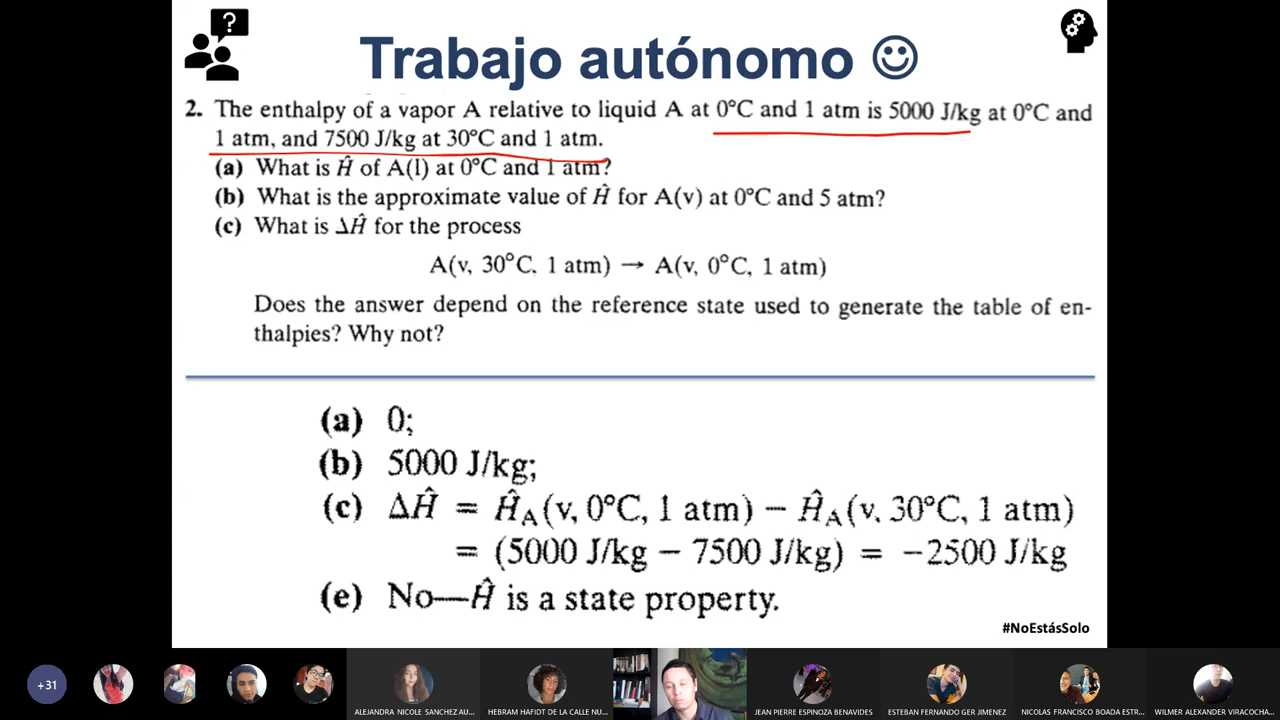 ?
Trabajo autónomo
2. The enthalpy of a vapor A relative to liquid A at 0°C and 1 atm is 5000 J/kg at 0°C and
1 atm, and 7500 J/kg at 30°C and 1 atm.
(a) What is Ĥ of A(l) at 0°C and 1 atm?
(b) What is the approximate value of Ĥ for A(v) at 0°C and 5 atm?
(c) What is ΔĤ for the process
A(v, 30°C, 1 atm) → A(v, 0°C, 1 atm)
Does the answer depend on the reference state used to generate the table of en-
thalpies? Why not?
(a) 0;
(b) 5000 J/kg;
(c) ΔĤ = Ĥ_A(v, 0°C, 1 atm) − Ĥ_A(v, 30°C, 1 atm)
= (5000 J/kg − 7500 J/kg) = −2500 J/kg
(e) No—Ĥ is a state property.
#NoEstásSolo
+31
ALEJANDRA NICOLE SANCHEZ AU...
HEBRAM HAFIDT DE LA CALLE NU...
JEAN PIERRE ESPINOZA BENAVIDES
ESTEBAN FERNANDO GER JIMENEZ
NICOLAS FRANCISCO BOADA ESTR...
WILMER ALEXANDER VIRACOCHA...